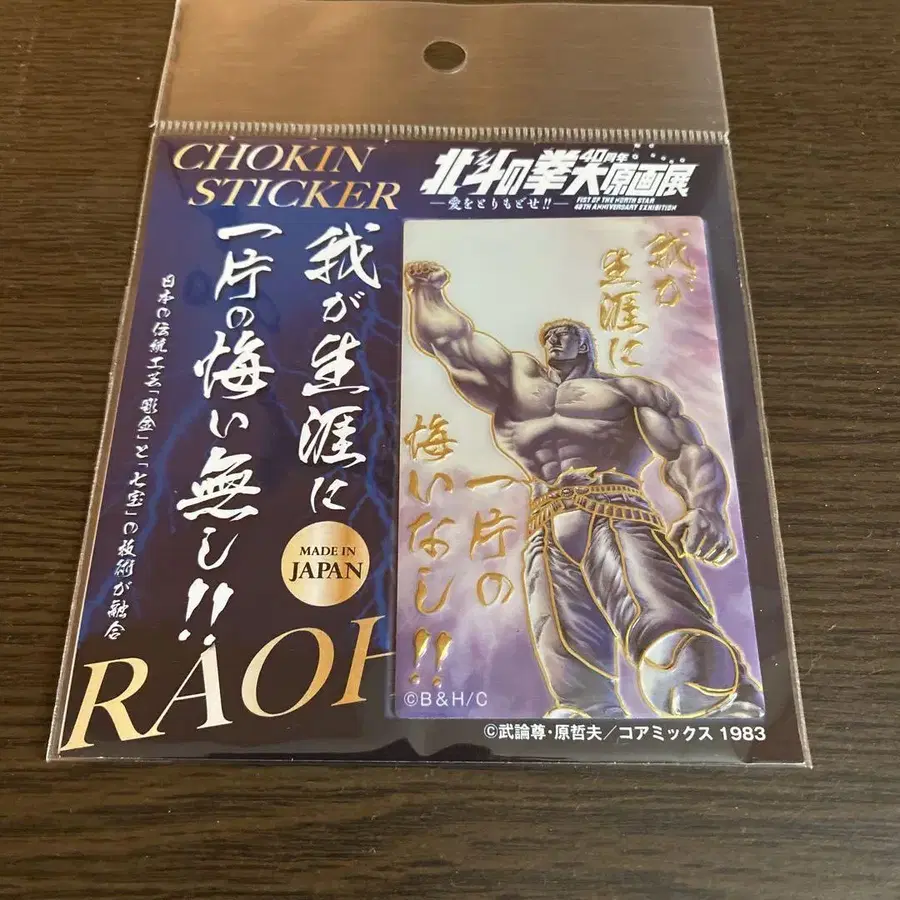 CHOKIN
STICKER
北斗の拳
40周年
大原画展
愛をとりもどせ!!
FIST OF THE NORTH STAR
40TH ANNIVERSARY EXHIBITION
我が生涯に
一片の悔い無し!!
日本の伝統工芸「彫金」と「七宝」の技術が融合
MADE IN
JAPAN
RAOH
我が
生涯に
一片の
悔いなし!!
©B&H/C
©武論尊・原哲夫/コアミックス 1983